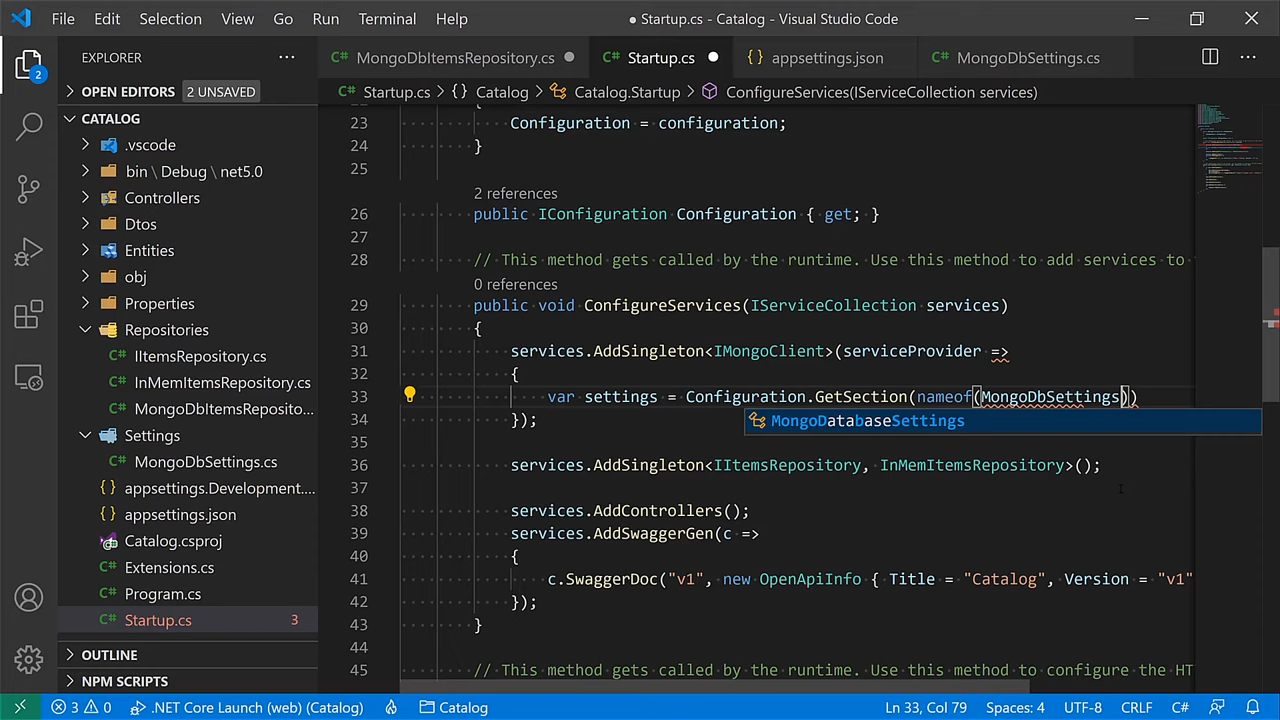 File Edit Selection View Go Run Terminal Help ● Startup.cs - Catalog - Visual Studio Code
EXPLORER ···
C# MongoDbItemsRepository.cs ● C# Startup.cs ● {} appsettings.json C# MongoDbSettings.cs ···
2
OPEN EDITORS 2 UNSAVED
C# Startup.cs > {} Catalog > Catalog.Startup > ConfigureServices(IServiceCollection services)
CATALOG
.vscode
bin \ Debug \ net5.0
Controllers
Dtos
Entities
obj
Properties
Repositories
C# IItemsRepository.cs
C# InMemItemsRepository.cs
C# MongoDbItemsReposito...
Settings
C# MongoDbSettings.cs
{} appsettings.Development....
{} appsettings.json
Catalog.csproj
C# Extensions.cs
C# Program.cs
C# Startup.cs 3
OUTLINE
NPM SCRIPTS
23 Configuration = configuration;
24 }
25
2 references
26 public IConfiguration Configuration { get; }
27
28 // This method gets called by the runtime. Use this method to add services to
0 references
29 public void ConfigureServices(IServiceCollection services)
30 {
31 services.AddSingleton<IMongoClient>(serviceProvider =>
32 {
33 var settings = Configuration.GetSection(nameof(MongoDbSettings))
MongoDatabaseSettings
34 });
35
36 services.AddSingleton<IItemsRepository, InMemItemsRepository>();
37
38 services.AddControllers();
39 services.AddSwaggerGen(c =>
40 {
41 c.SwaggerDoc("v1", new OpenApiInfo { Title = "Catalog", Version = "v1"
42 });
43 }
44
45 // This method gets called by the runtime. Use this method to configure the HT
3 0 .NET Core Launch (web) (Catalog) Catalog Ln 33, Col 79 Spaces: 4 UTF-8 CRLF C#